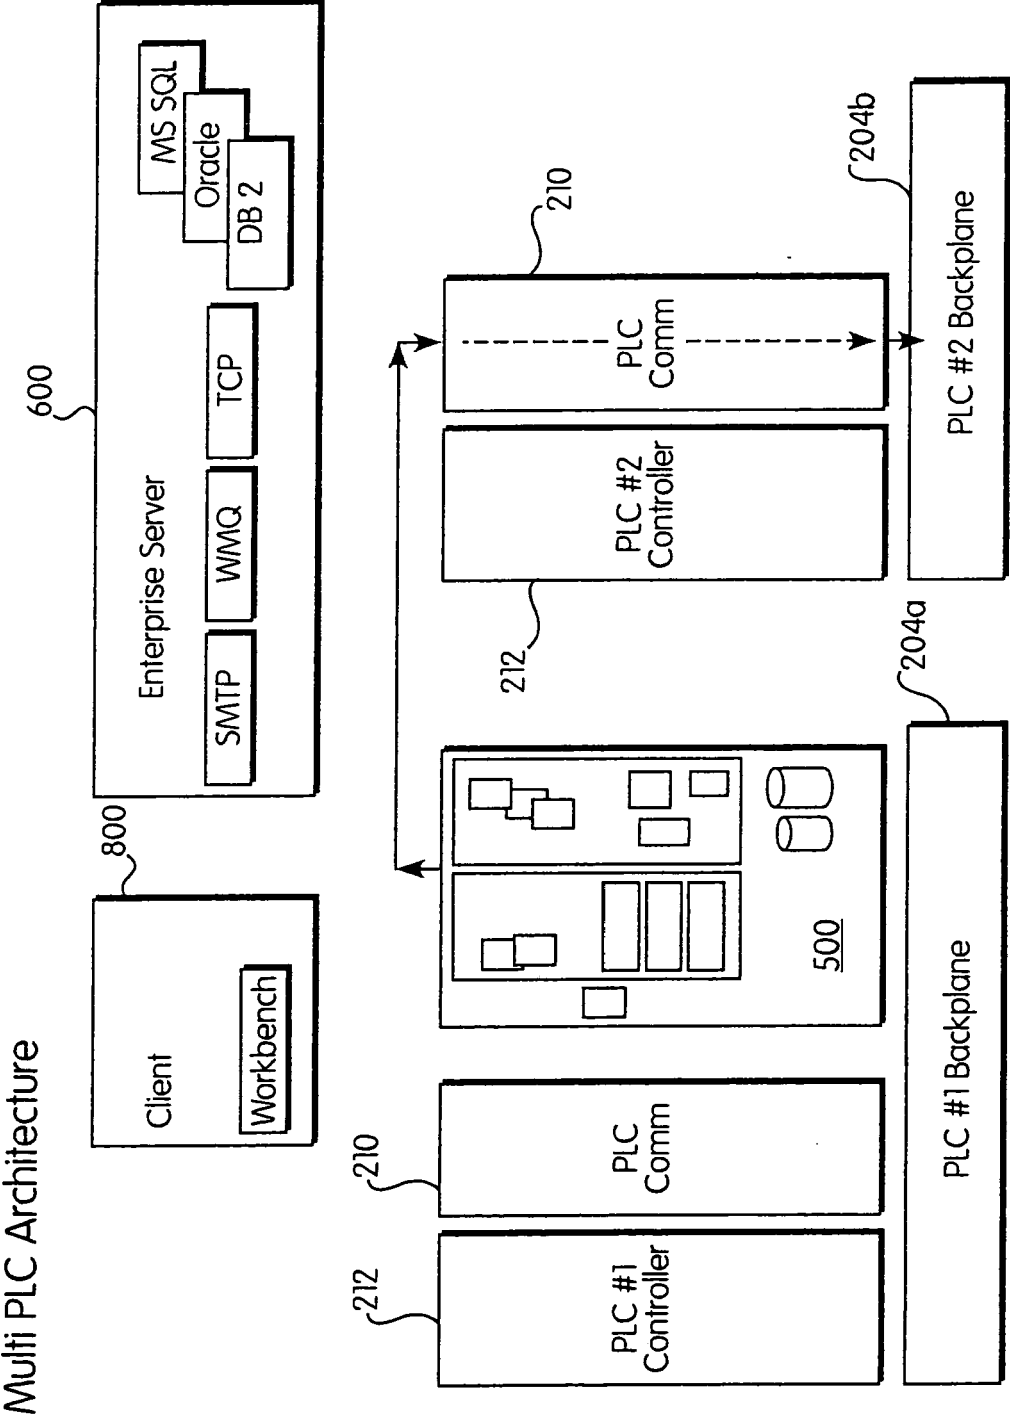 Multi PLC Architecture
800
Client
Workbench
600
Enterprise Server
SMTP
WMQ
TCP
MS SQL
Oracle
DB 2
212
PLC #1
Controller
210
PLC
Comm
500
212
PLC #2
Controller
210
PLC
Comm
PLC #1 Backplane
204a
PLC #2 Backplane
204b